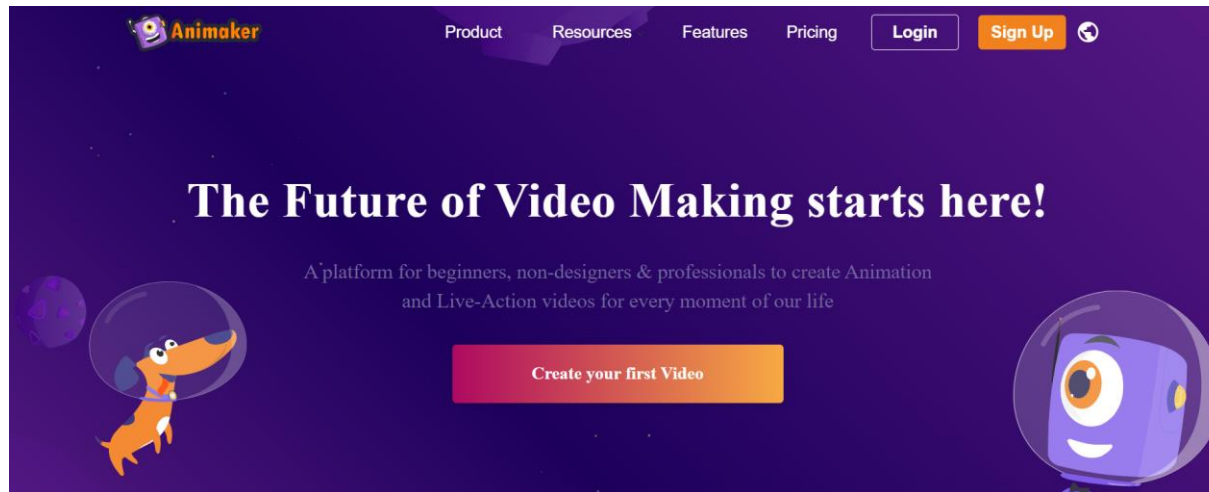 Animaker
Product Resources Features Pricing Login Sign Up
The Future of Video Making starts here!
A platform for beginners, non-designers & professionals to create Animation
and Live-Action videos for every moment of our life
Create your first Video